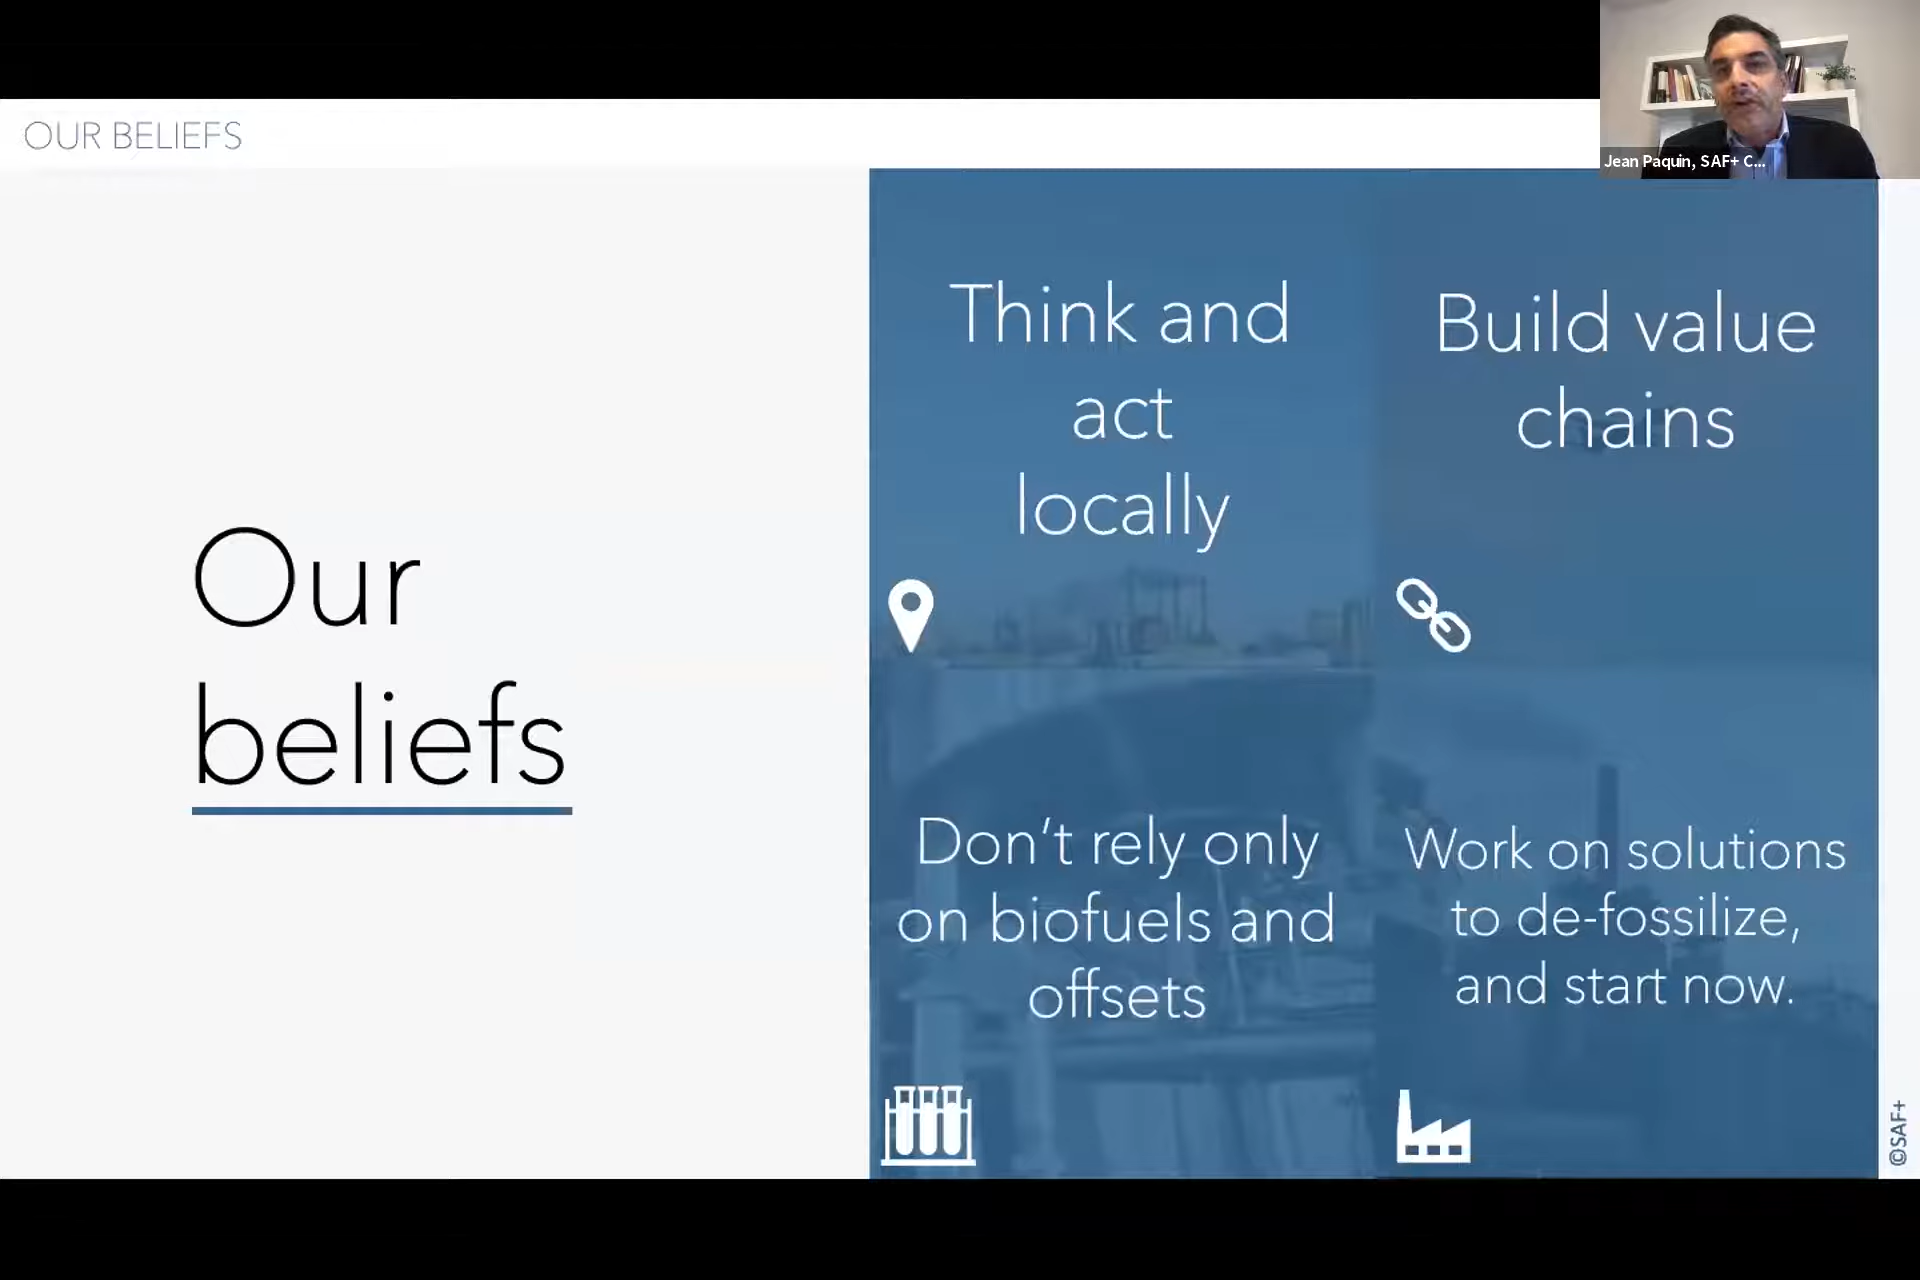 OUR BELIEFS
Jean Paquin, SAF+ C...
Our
beliefs
Think and
act
locally
Build value
chains
Don't rely only
on biofuels and
offsets
Work on solutions
to de-fossilize,
and start now.
©SAF+